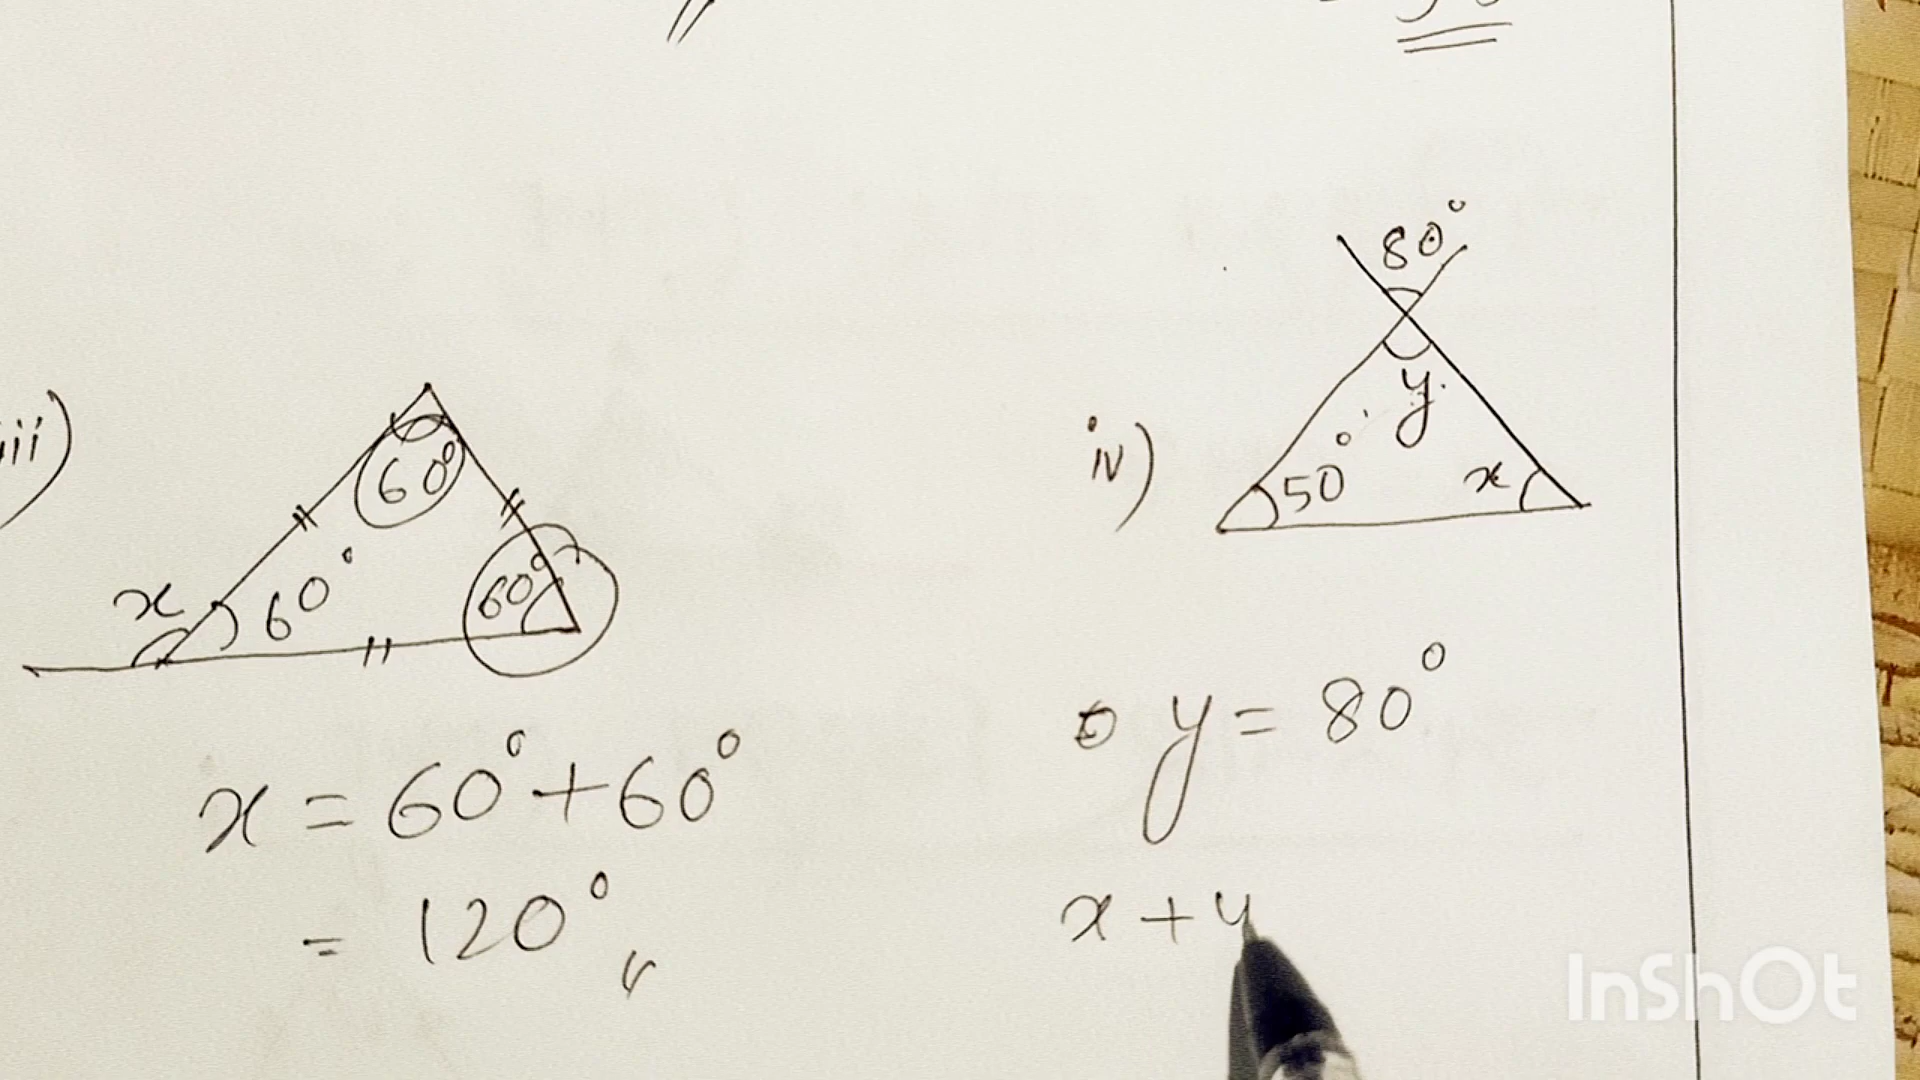 iii)
60°
60°
60°
x
x = 60° + 60°
= 120°
iv)
80°
y
50°
x
y = 80°
x + y
InShOt